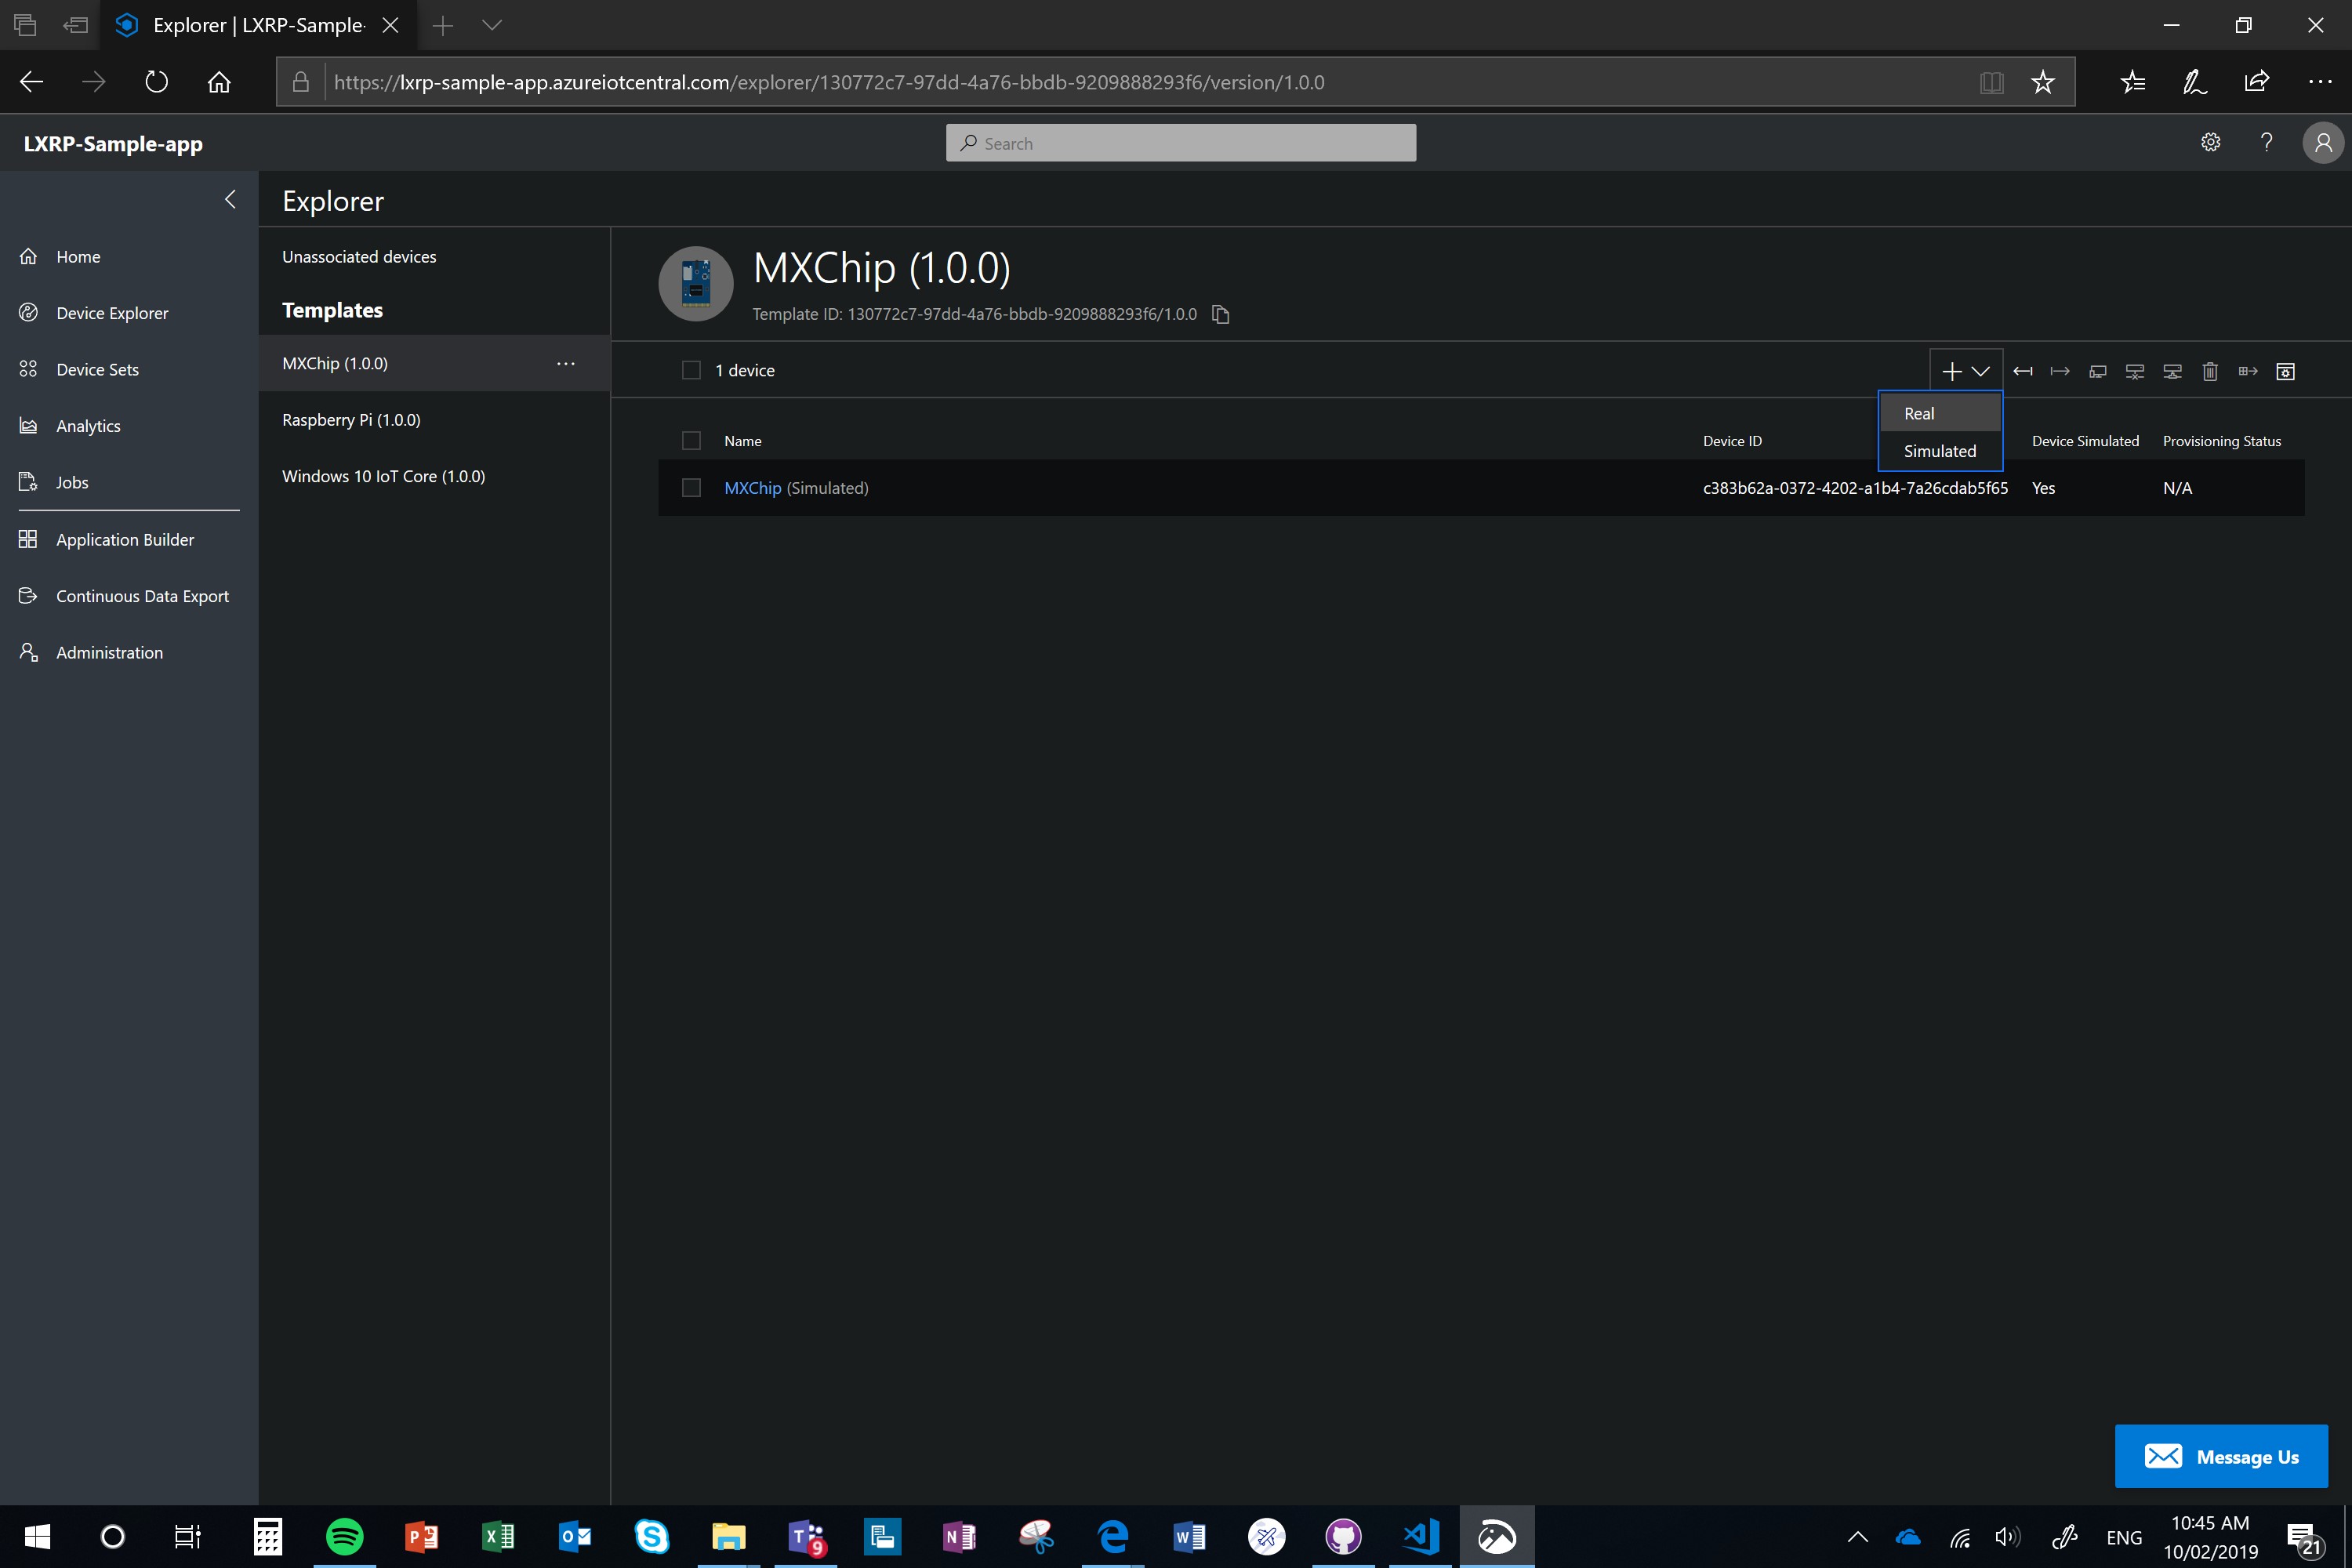 Explorer | LXRP-Sample-
https://lxrp-sample-app.azureiotcentral.com/explorer/130772c7-97dd-4a76-bbdb-9209888293f6/version/1.0.0
LXRP-Sample-app
Search
?
Explorer
Home
Device Explorer
Device Sets
Analytics
Jobs
Application Builder
Continuous Data Export
Administration
Unassociated devices
Templates
MXChip (1.0.0)
Raspberry Pi (1.0.0)
Windows 10 IoT Core (1.0.0)
MXChip (1.0.0)
Template ID: 130772c7-97dd-4a76-bbdb-9209888293f6/1.0.0
1 device
Real
Simulated
Name Device ID Device Simulated Provisioning Status
MXChip (Simulated) c383b62a-0372-4202-a1b4-7a26cdab5f65 Yes N/A
Message Us
ENG
10:45 AM
10/02/2019
21
9